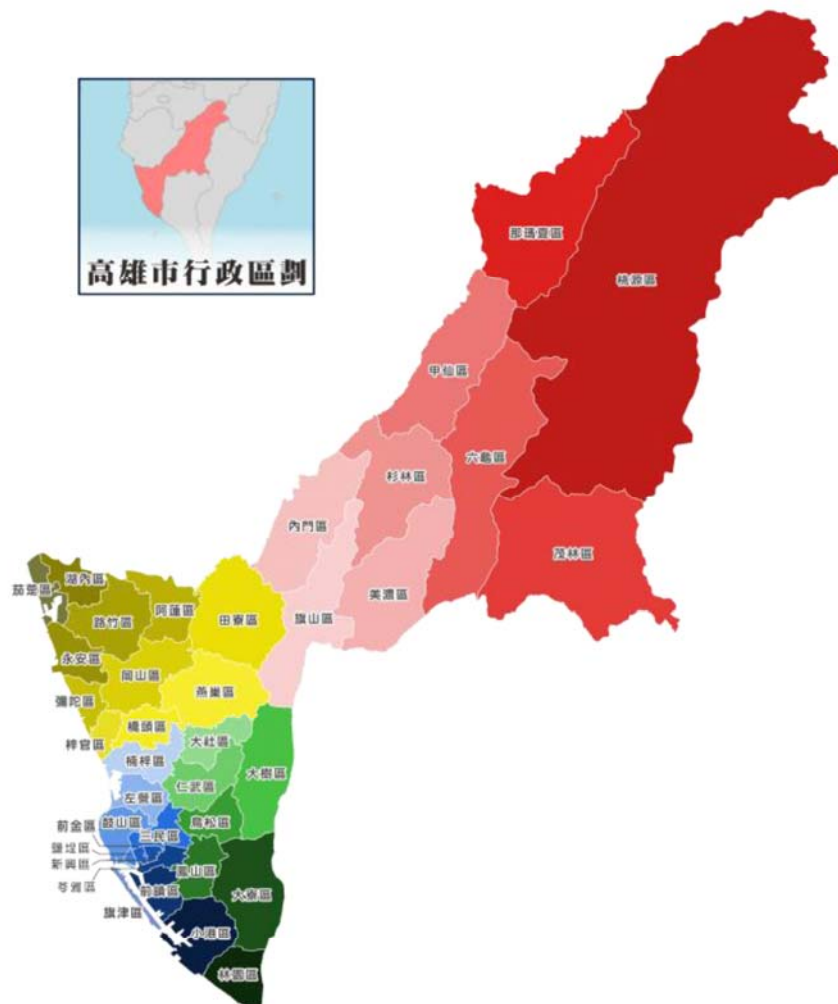 高雄市行政區劃
那瑪夏區
桃源區
甲仙區
六龜區
杉林區
內門區
茂林區
美濃區
旗山區
湖內區
茄萣區
阿蓮區
路竹區
田寮區
永安區
岡山區
燕巢區
彌陀區
橋頭區
梓官區
大社區
楠梓區
大樹區
仁武區
左營區
鼓山區
鳥松區
前金區
三民區
鹽埕區
新興區
鳳山區
苓雅區
前鎮區
大寮區
旗津區
小港區
林園區